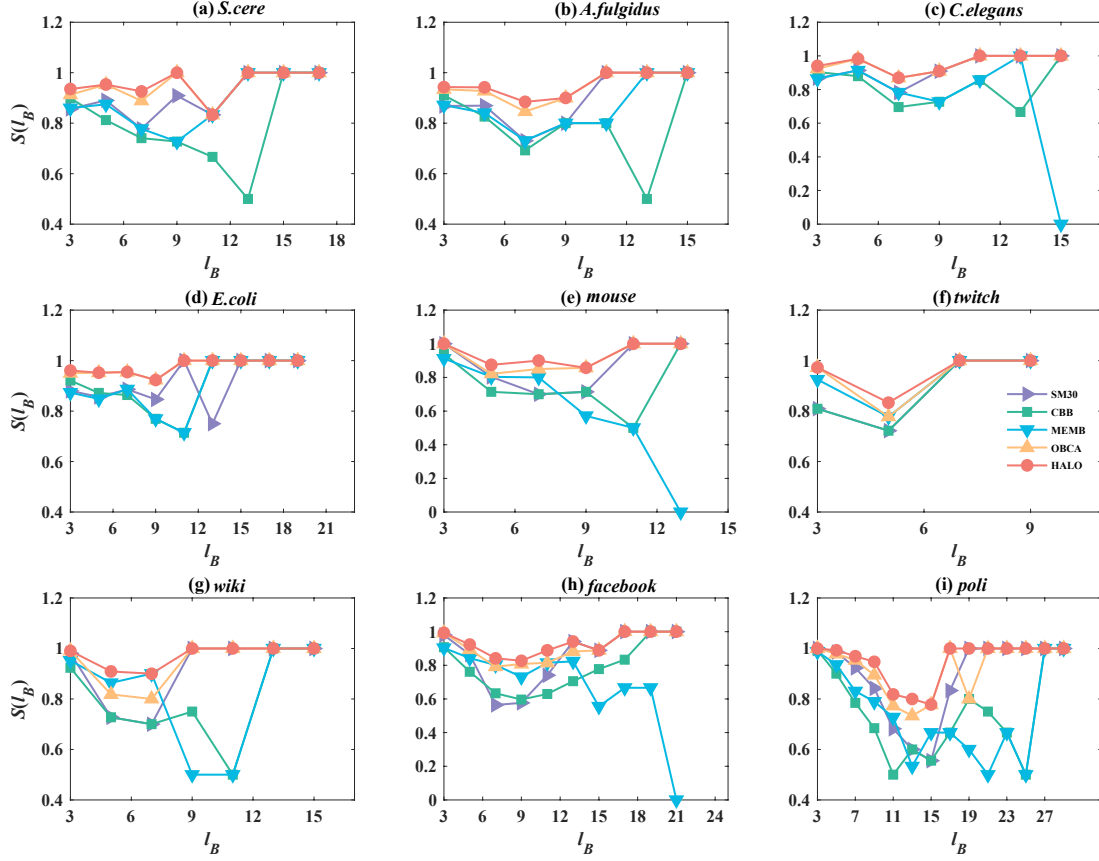 (a) S.cere
1.2
1
0.8
0.6
0.4
S(l_B)
3 6 9 12 15 18
l_B
(b) A.fulgidus
1.2
1
0.8
0.6
0.4
3 6 9 12 15
l_B
(c) C.elegans
1.2
1
0.8
0.6
0.4
0.2
0
3 6 9 12 15
l_B
(d) E.coli
1.2
1
0.8
0.6
0.4
S(l_B)
3 6 9 12 15 18 21
l_B
(e) mouse
1.2
1
0.8
0.6
0.4
0.2
0
3 6 9 12 15
l_B
(f) twitch
1.2
1
0.8
0.6
0.4
3 6 9
l_B
SM30
CBB
MEMB
OBCA
HALO
(g) wiki
1.2
1
0.8
0.6
0.4
S(l_B)
3 6 9 12 15
l_B
(h) facebook
1.2
1
0.8
0.6
0.4
0.2
0
3 6 9 12 15 18 21 24
l_B
(i) poli
1.2
1
0.8
0.6
0.4
3 7 11 15 19 23 27
l_B